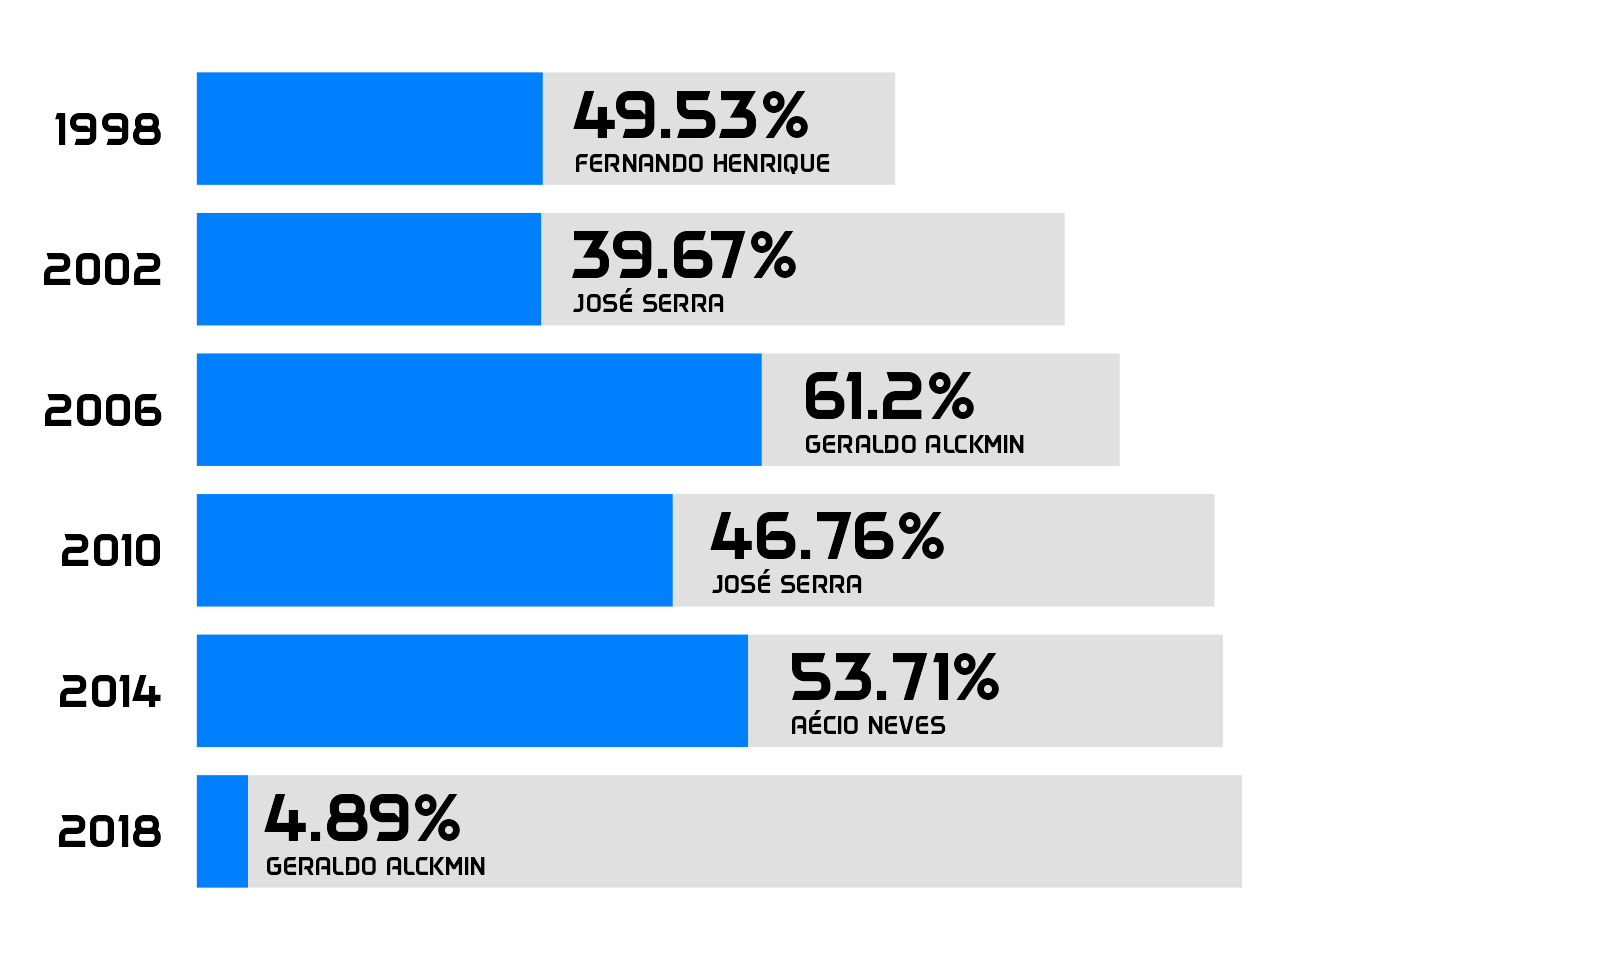 1998
49.53%
FERNANDO HENRIQUE
2002
39.67%
JOSÉ SERRA
2006
61.2%
GERALDO ALCKMIN
2010
46.76%
JOSÉ SERRA
2014
53.71%
AÉCIO NEVES
2018
4.89%
GERALDO ALCKMIN